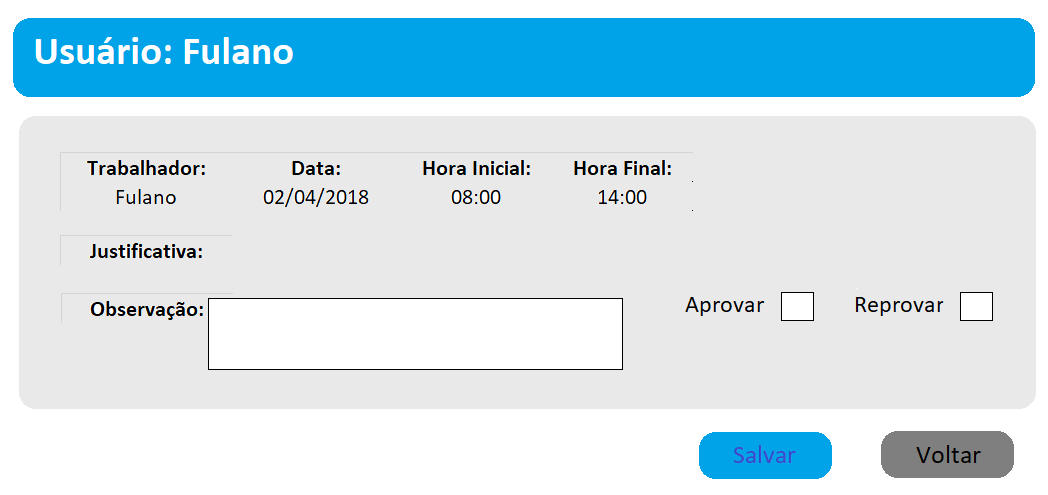 Usuário: Fulano
Trabalhador: Data: Hora Inicial: Hora Final:
Fulano 02/04/2018 08:00 14:00
Justificativa:
Observação: Aprovar Reprovar
Salvar Voltar